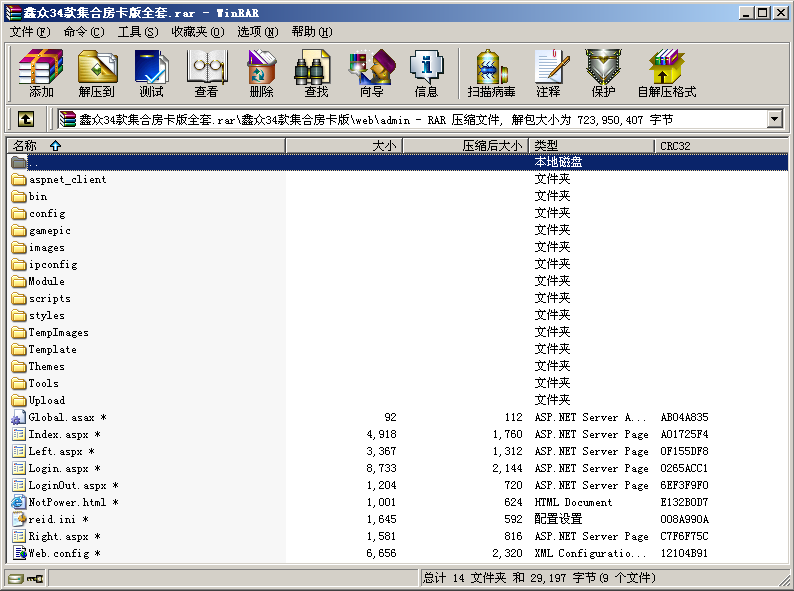 鑫众34款集合房卡版全套.rar - WinRAR
文件(F) 命令(C) 工具(S) 收藏夹(O) 选项(N) 帮助(H)
添加 解压到 测试 查看 删除 查找 向导 信息 扫描病毒 注释 保护 自解压格式
鑫众34款集合房卡版全套.rar\鑫众34款集合房卡版\web\admin - RAR 压缩文件, 解包大小为 723,950,407 字节
名称 大小 压缩后大小 类型 CRC32
.. 本地磁盘
aspnet_client 文件夹
bin 文件夹
config 文件夹
gamepic 文件夹
images 文件夹
ipconfig 文件夹
Module 文件夹
scripts 文件夹
styles 文件夹
TempImages 文件夹
Template 文件夹
Themes 文件夹
Tools 文件夹
Upload 文件夹
Global.asax * 92 112 ASP.NET Server A... AB04A835
Index.aspx * 4,918 1,760 ASP.NET Server Page A01725F4
Left.aspx * 3,367 1,312 ASP.NET Server Page 0F155DF8
Login.aspx * 8,733 2,144 ASP.NET Server Page 0265ACC1
LoginOut.aspx * 1,204 720 ASP.NET Server Page 6EF3F9F0
NotPower.html * 1,001 624 HTML Document E132B0D7
reid.ini * 1,645 592 配置设置 008A990A
Right.aspx * 1,581 816 ASP.NET Server Page C7F6F75C
Web.config * 6,656 2,320 XML Configuratio... 12104B91
总计 14 文件夹 和 29,197 字节(9 个文件)